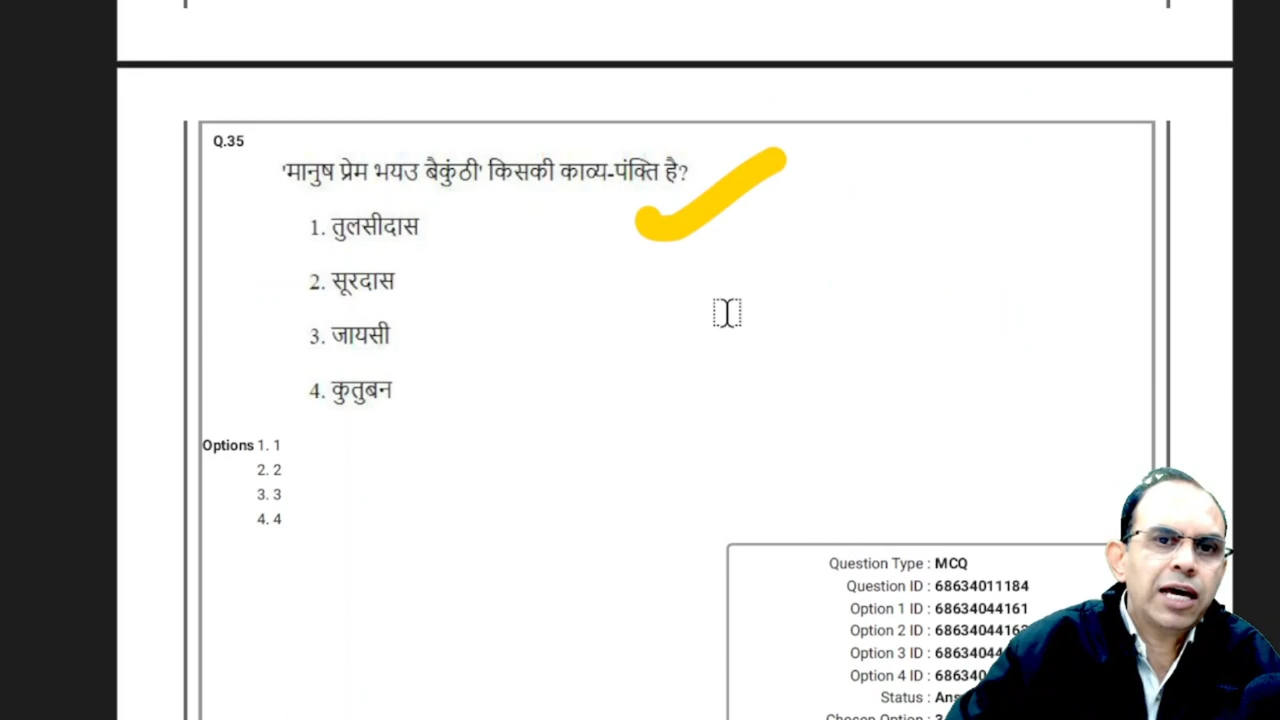 Q.35
'मानुष प्रेम भयउ बैकुंठी' किसकी काव्य-पंक्ति है?
1. तुलसीदास
2. सूरदास
3. जायसी
4. कुतुबन
Options 1. 1
2. 2
3. 3
4. 4
Question Type : MCQ
Question ID : 68634011184
Option 1 ID : 68634044161
Option 2 ID :
Option 3 ID :
Option 4 ID :
Status :
Chosen Option :